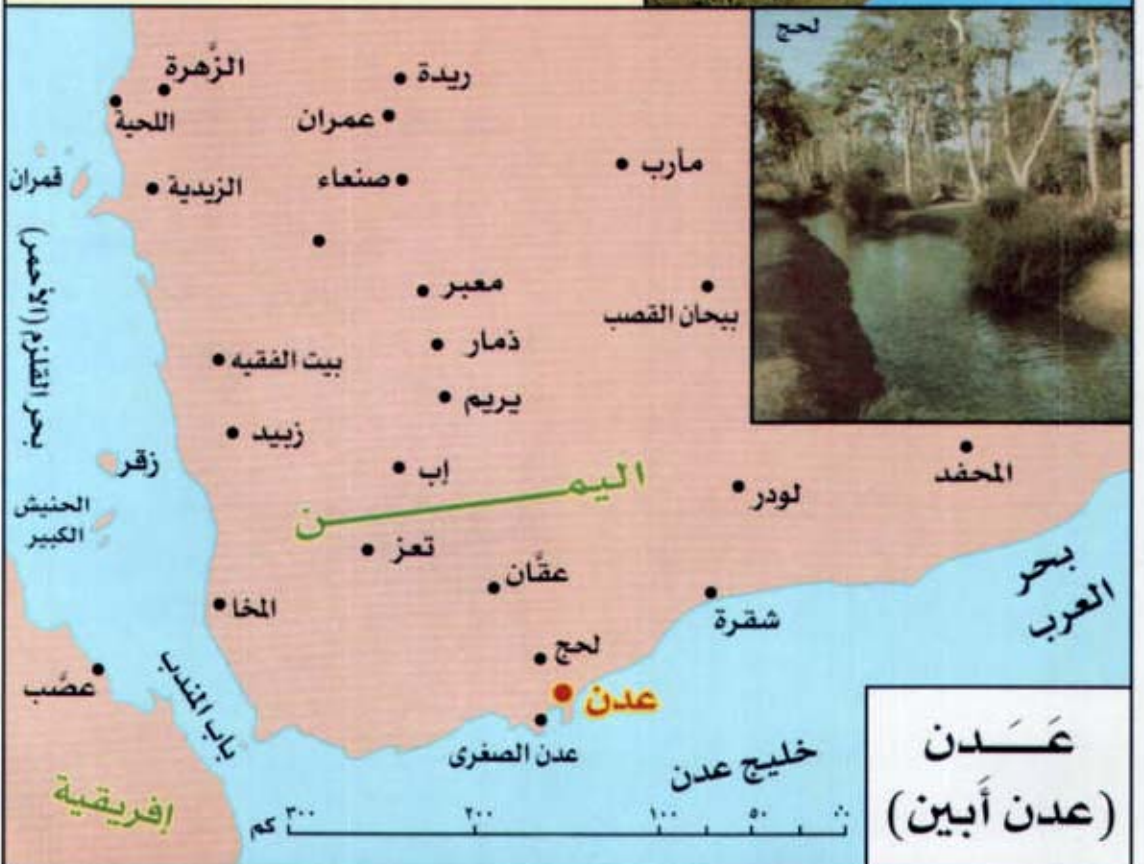 لحج
الزَّهرة
ريدة
اللحية
عمران
مأرب
قمران
الزيدية
صنعاء
بحر القلزم (الأحمر)
معبر
بيحان القصب
ذمار
بيت الفقيه
يريم
زبيد
زقر
إب
المحفد
اليمـــــــن
لودر
الحنيش
الكبير
تعز
عقَّان
بحر
العرب
المخا
شقرة
لحج
عصَّب
باب المندب
عدن
عدن الصغرى
خليج عدن
إفريقية
كم ٣٠٠ ٢٠٠ ١٠٠ ٥٠ ٠
عَــدن
(عدن أَبين)